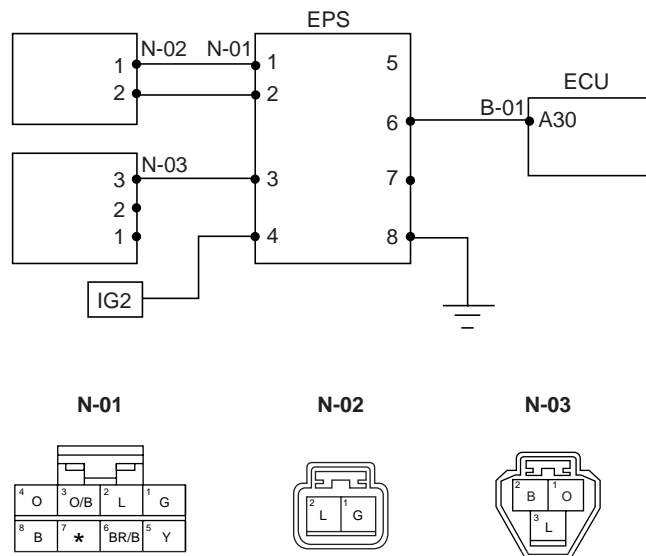 EPS
N-02 N-01
1 1 5
2 2
ECU
B-01 A30
6
N-03
3 3 7
2
1 4 8
IG2
N-01 N-02 N-03
4 O 3 O/B 2 L 1 G
8 B 7 * 6 BR/B 5 Y
2 L 1 G
2 B 1 O
3 L